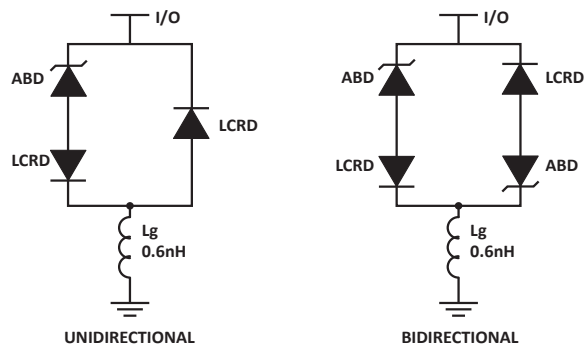 I/O
ABD
LCRD
LCRD
Lg
0.6nH
UNIDIRECTIONAL
I/O
ABD
LCRD
LCRD
ABD
Lg
0.6nH
BIDIRECTIONAL